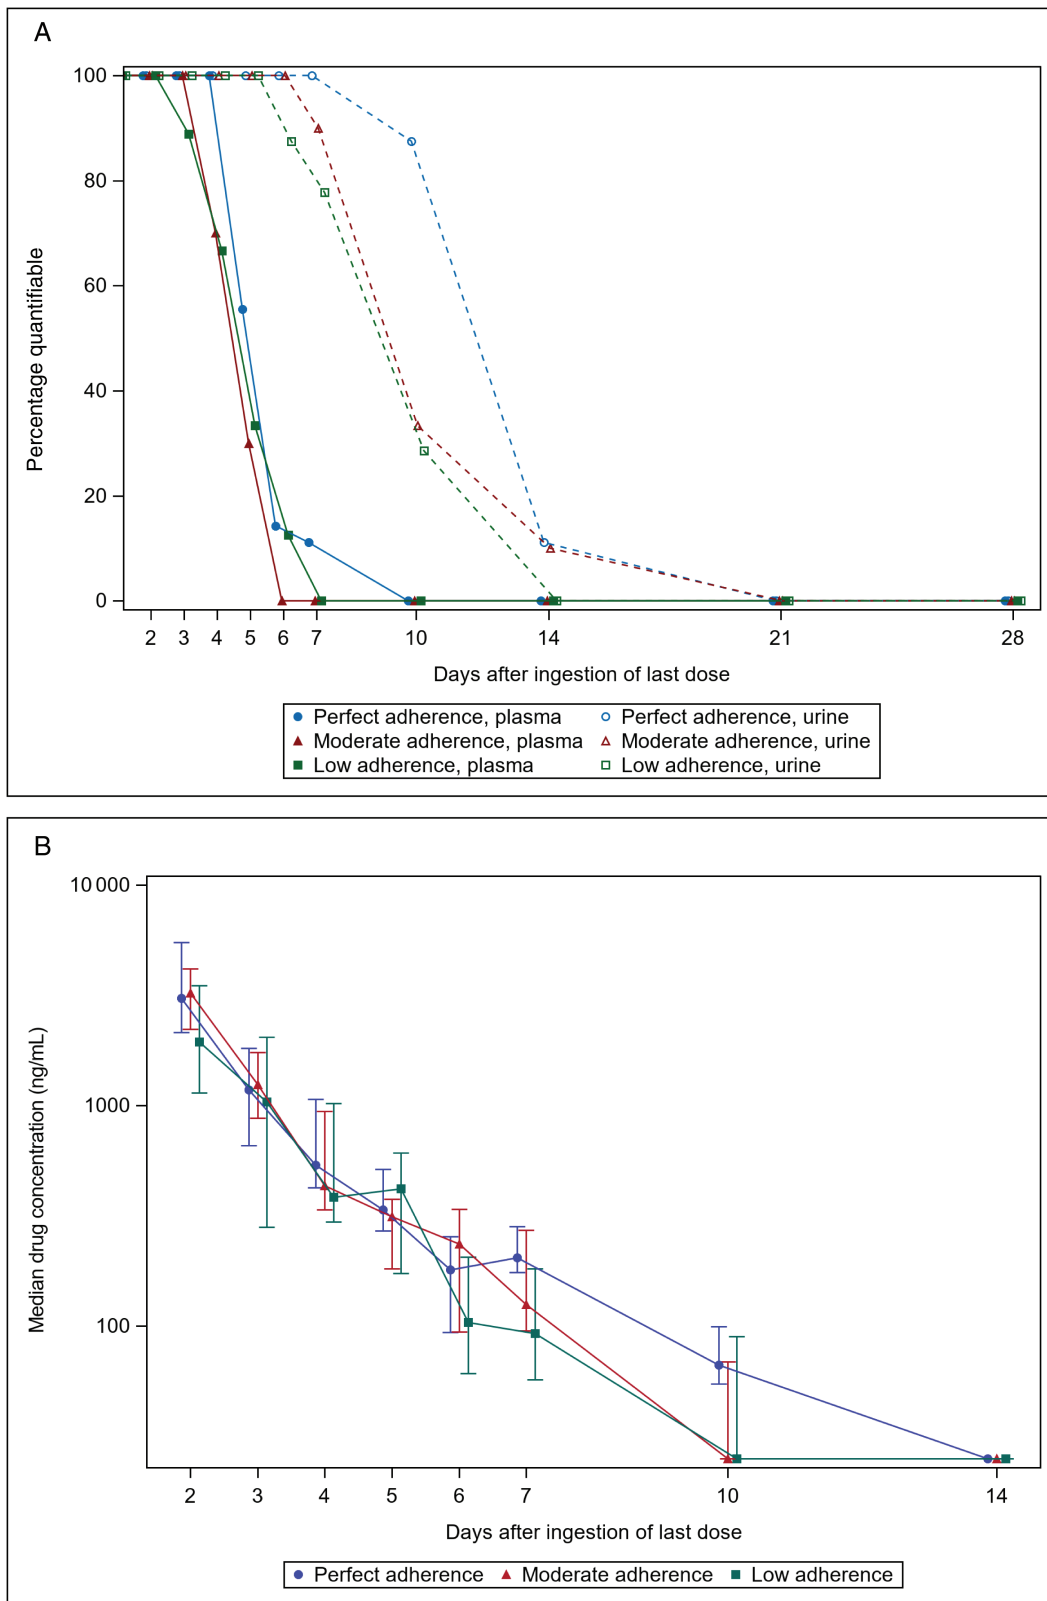 A
100
80
60
40
20
0
Percentage quantifiable
2 3 4 5 6 7 10 14 21 28
Days after ingestion of last dose
Perfect adherence, plasma Perfect adherence, urine
Moderate adherence, plasma Moderate adherence, urine
Low adherence, plasma Low adherence, urine
B
10 000
1000
100
Median drug concentration (ng/mL)
2 3 4 5 6 7 10 14
Days after ingestion of last dose
Perfect adherence Moderate adherence Low adherence